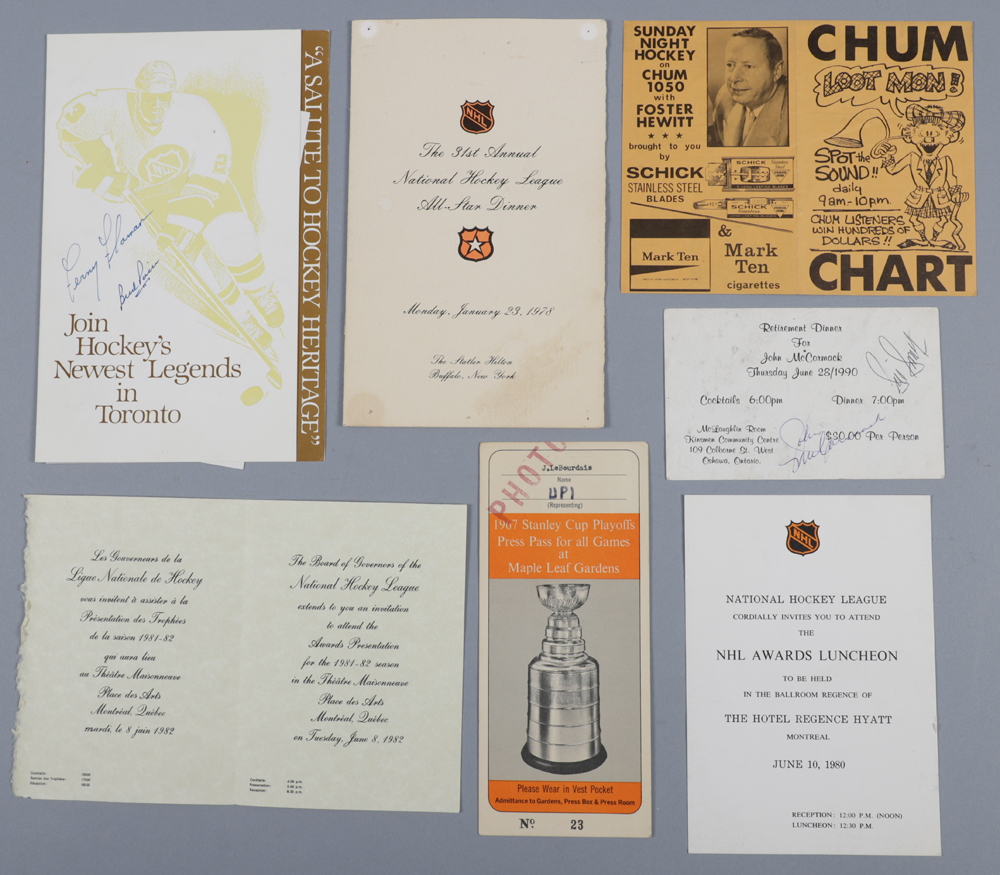 "A SALUTE TO HOCKEY HERITAGE"
Ferny Flaman
Bud Poile
Join
Hockey's
Newest Legends
in
Toronto
NHL
The 31st Annual
National Hockey League
All-Star Dinner
Monday, January 23, 1978
The Statler Hilton
Buffalo, New York
SUNDAY
NIGHT
HOCKEY
on
CHUM
1050
with
FOSTER
HEWITT
★ ★ ★
brought to you
by
SCHICK
STAINLESS STEEL
BLADES
SCHICK
SCHICK
Mark Ten
&
Mark
Ten
cigarettes
CHUM
LOOT MON!!
SPOT the
SOUND!!
daily
9am-10pm.
CHUM LISTENERS
WIN HUNDREDS OF
DOLLARS!!
CHART
Retirement Dinner
For
John McCormack
Thursday June 28/1990
Cocktails 6:00pm Dinner 7:00pm
McLaughlin Room
Kinsmen Community Centre
109 Colborne St. West
Oshawa, Ontario.
$30.00 Per Person
John
McCormack
Les Gouverneurs de la
Ligue Nationale de Hockey
vous invitent à assister à la
Présentation des Trophées
de la saison 1981-82
qui aura lieu
au Théâtre Maisonneuve
Place des Arts
Montréal, Québec
mardi, le 8 juin 1982
The Board of Governors of the
National Hockey League
extends to you an invitation
to attend the
Awards Presentation
for the 1981-82 season
in the Théâtre Maisonneuve
Place des Arts
Montréal, Québec
on Tuesday, June 8, 1982
PHOTO
J.LeBourdais
Name
UPI
(Representing)
1967 Stanley Cup Playoffs
Press Pass for all Games
at
Maple Leaf Gardens
Please Wear in Vest Pocket
Admittance to Gardens, Press Box & Press Room
No. 23
NHL
NATIONAL HOCKEY LEAGUE
CORDIALLY INVITES YOU TO ATTEND
THE
NHL AWARDS LUNCHEON
TO BE HELD
IN THE BALLROOM REGENCE OF
THE HOTEL REGENCE HYATT
MONTREAL
JUNE 10, 1980
RECEPTION: 12:00 P.M. (NOON)
LUNCHEON: 12:30 P.M.